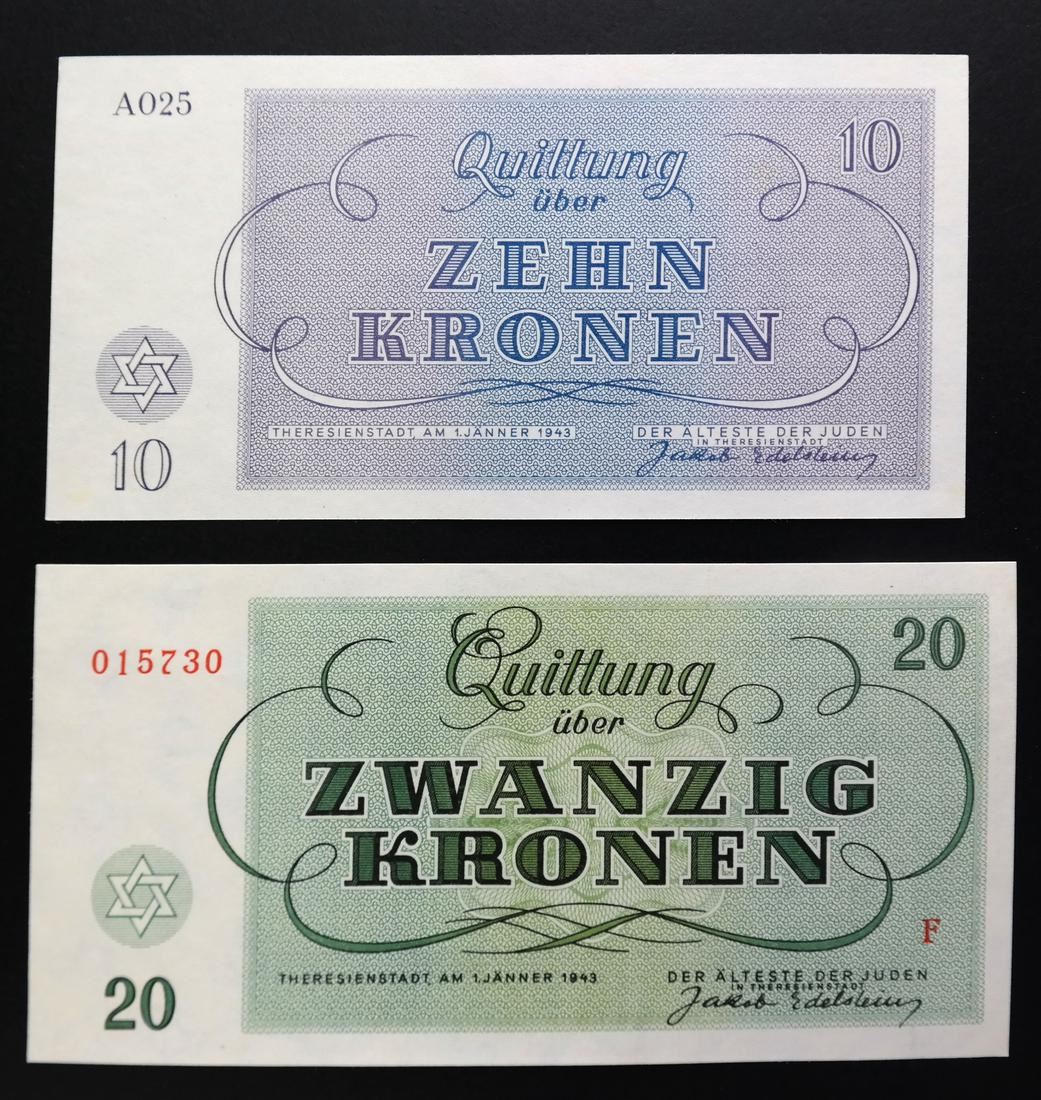 A025
10
Quittung
über
ZEHN
KRONEN
10
THERESIENSTADT, AM 1. JÄNNER 1943
DER ÄLTESTE DER JUDEN
IN THERESIENSTADT
Jakob Edelstein
015730
20
Quittung
über
ZWANZIG
KRONEN
F
20
THERESIENSTADT, AM 1. JÄNNER 1943
DER ÄLTESTE DER JUDEN
IN THERESIENSTADT
Jakob Edelstein